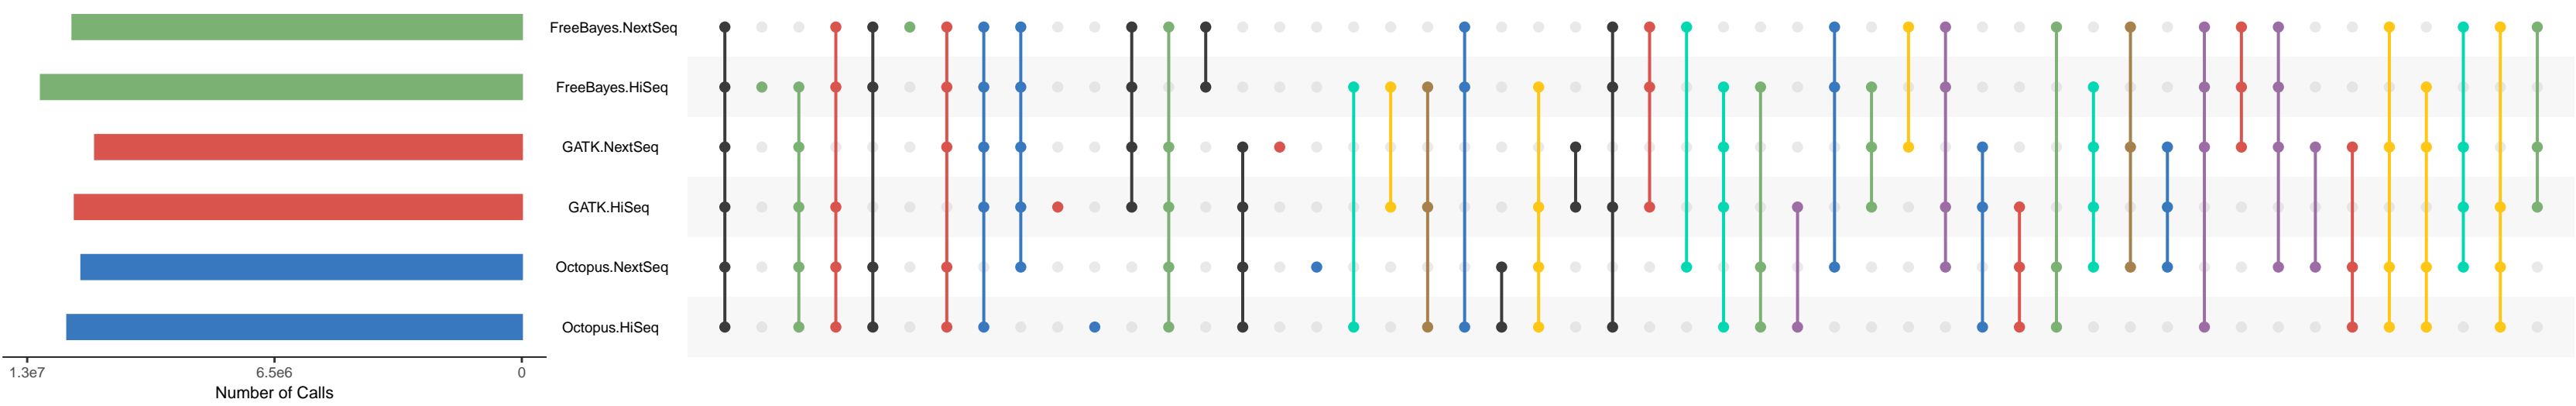 FreeBayes.NextSeq
FreeBayes.HiSeq
GATK.NextSeq
GATK.HiSeq
Octopus.NextSeq
Octopus.HiSeq
1.3e7 6.5e6 0
Number of Calls